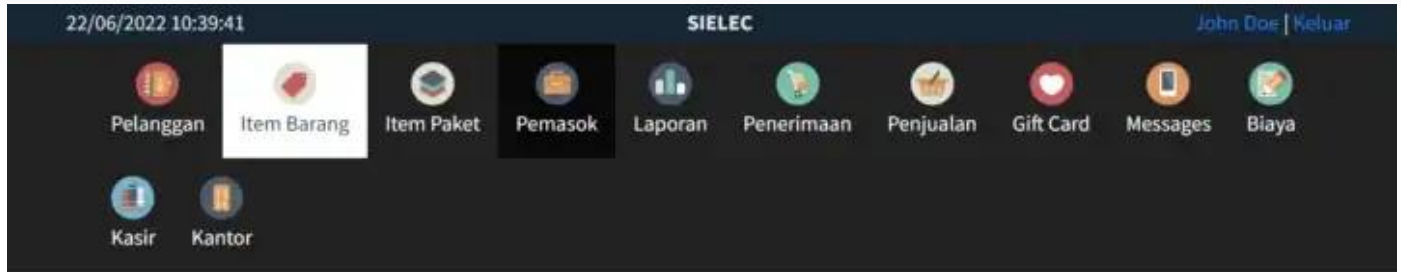 22/06/2022 10:39:41 SIELEC John Doe | Keluar
Pelanggan Item Barang Item Paket Pemasok Laporan Penerimaan Penjualan Gift Card Messages Biaya
Kasir Kantor